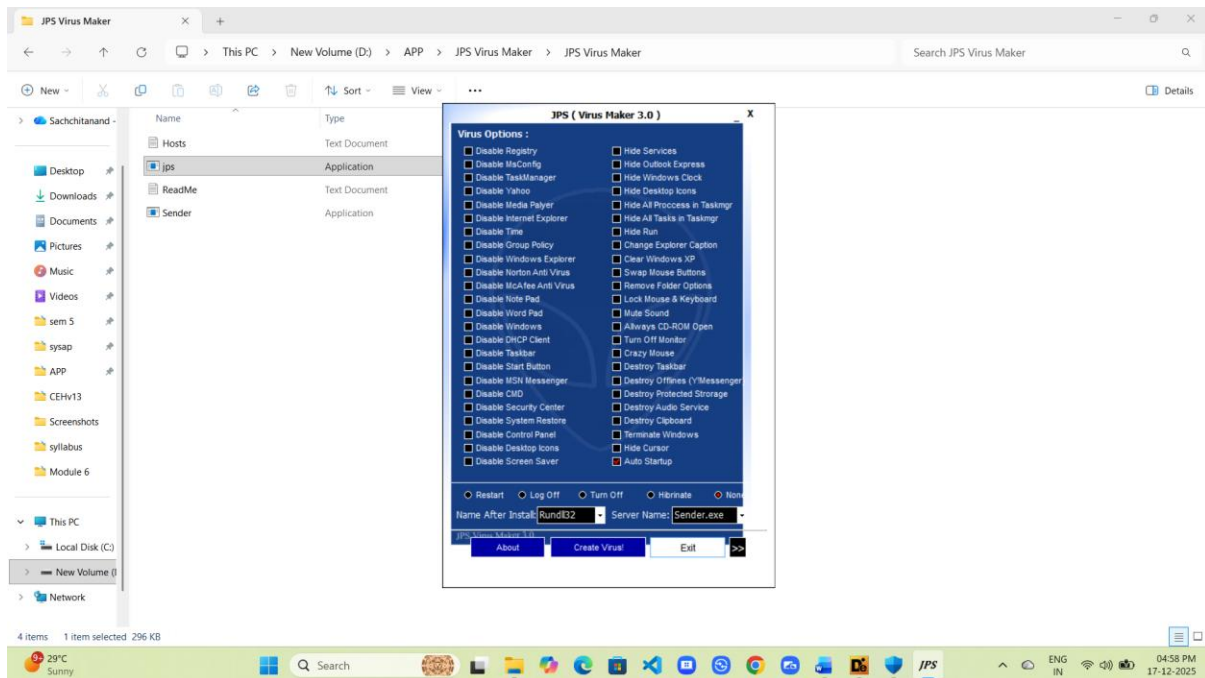 JPS Virus Maker
This PC > New Volume (D:) > APP > JPS Virus Maker > JPS Virus Maker
Search JPS Virus Maker
New
Sort
View
...
Details
Sachchitanand -
Desktop
Downloads
Documents
Pictures
Music
Videos
sem 5
sysap
APP
CEHv13
Screenshots
syllabus
Module 6
This PC
Local Disk (C:)
New Volume (
Network
Name Type
Hosts Text Document
jps Application
ReadMe Text Document
Sender Application
JPS ( Virus Maker 3.0 ) _ X
Virus Options :
Disable Registry
Disable MsConfig
Disable TaskManager
Disable Yahoo
Disable Media Palyer
Disable Internet Explorer
Disable Time
Disable Group Policy
Disable Windows Explorer
Disable Norton Anti Virus
Disable McAfee Anti Virus
Disable Note Pad
Disable Word Pad
Disable Windows
Disable DHCP Client
Disable Taskbar
Disable Start Button
Disable MSN Messenger
Disable CMD
Disable Security Center
Disable System Restore
Disable Control Panel
Disable Desktop Icons
Disable Screen Saver
Hide Services
Hide Outlook Express
Hide Windows Clock
Hide Desktop Icons
Hide All Proccess in Taskmgr
Hide All Tasks in Taskmgr
Hide Run
Change Explorer Caption
Clear Windows XP
Swap Mouse Buttons
Remove Folder Options
Lock Mouse & Keyboard
Mute Sound
Allways CD-ROM Open
Turn Off Monitor
Crazy Mouse
Destroy Taskbar
Destroy Offlines (Y!Messenger
Destroy Protected Strorage
Destroy Audio Service
Destroy Clipboard
Terminate Windows
Hide Cursor
Auto Startup
Restart Log Off Turn Off Hibrinate None
Name After Install: Rundll32 Server Name: Sender.exe
JPS Virus Maker 3.0
About Create Virus! Exit >>
4 items 1 item selected 296 KB
9+
29°C
Sunny
Search
JPS
ENG
IN
04:58 PM
17-12-2025